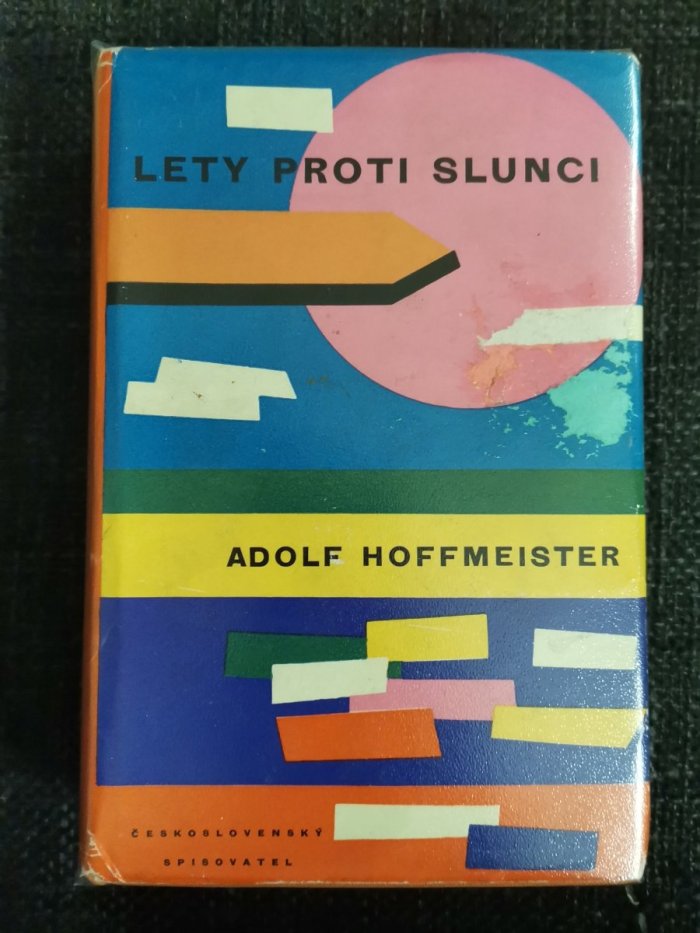 LETY PROTI SLUNCI
ADOLF HOFFMEISTER
ČESKOSLOVENSKÝ
SPISOVATEL